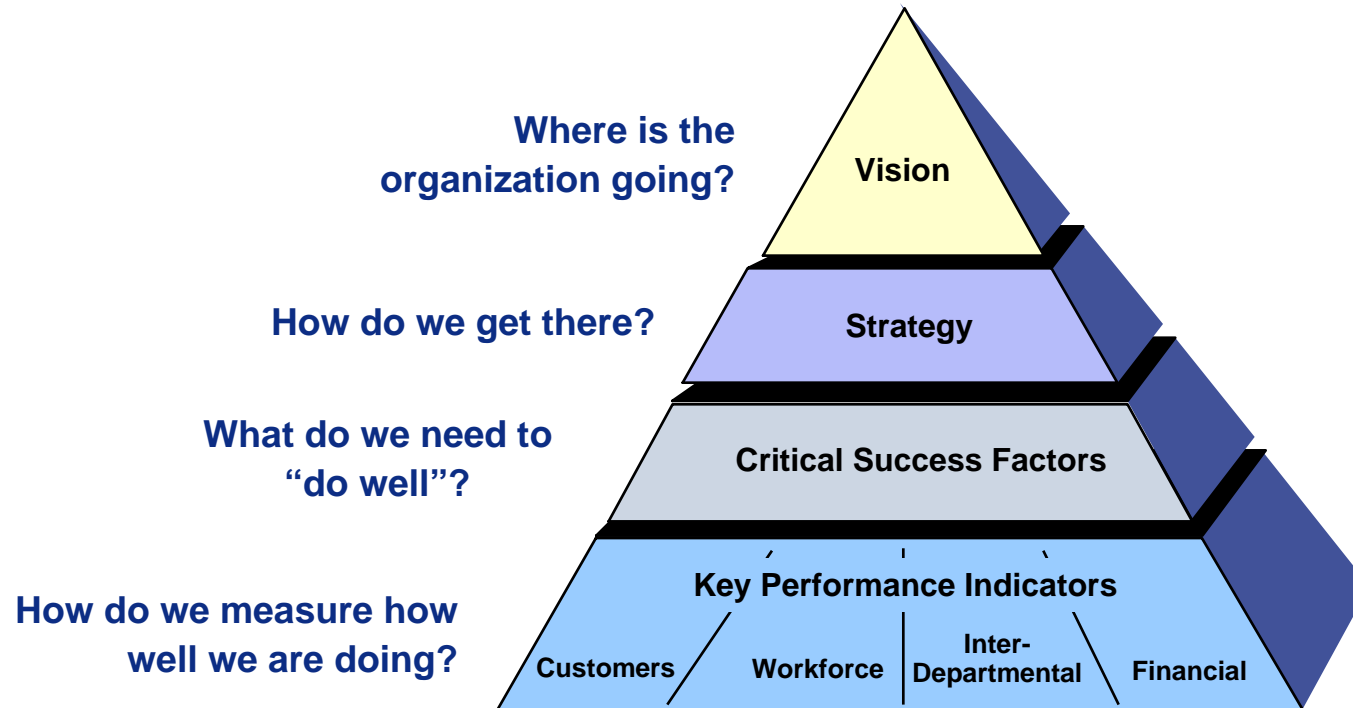 Where is the
organization going?
Vision
How do we get there?
Strategy
What do we need to
“do well”?
Critical Success Factors
How do we measure how
well we are doing?
Key Performance Indicators
Customers
Workforce
Inter-
Departmental
Financial